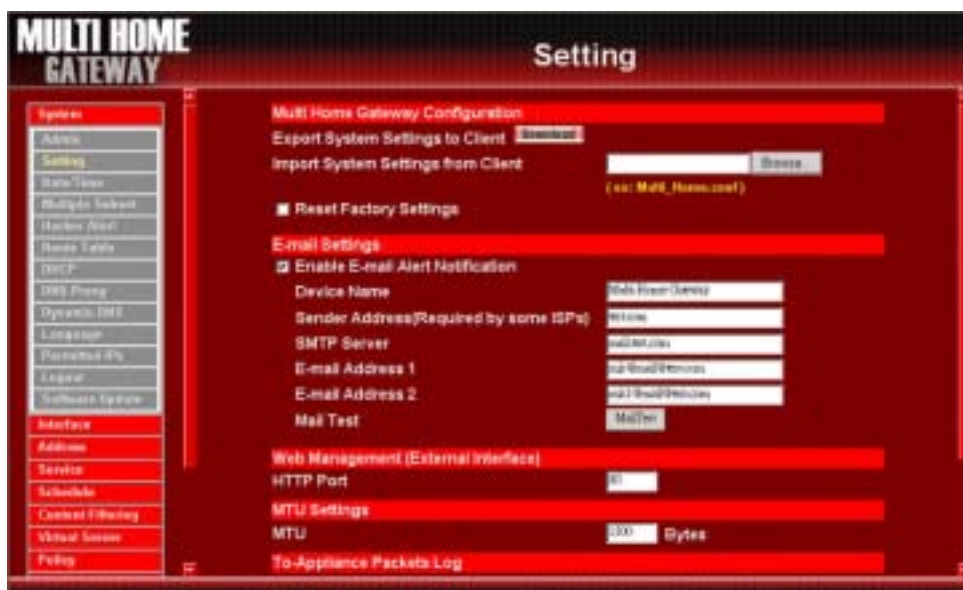 MULTI HOME
GATEWAY
Setting
System
Admin
Setting
Date/Time
Multiple Subnet
Hacker Alert
Route Table
DHCP
DNS Proxy
Dynamic DNS
Language
Permitted IPs
Logout
Software Update
Interface
Address
Service
Schedule
Content Filtering
Virtual Server
Policy
Multi Home Gateway Configuration
Export System Settings to Client Download
Import System Settings from Client Browse...
( ex: Multi_Home.conf )
Reset Factory Settings
E-mail Settings
Enable E-mail Alert Notification
Device Name Multi Home Gateway
Sender Address(Required by some ISPs)
SMTP Server
E-mail Address 1
E-mail Address 2
Mail Test MailTest
Web Management (External Interface)
HTTP Port
MTU Settings
MTU Bytes
To-Appliance Packets Log